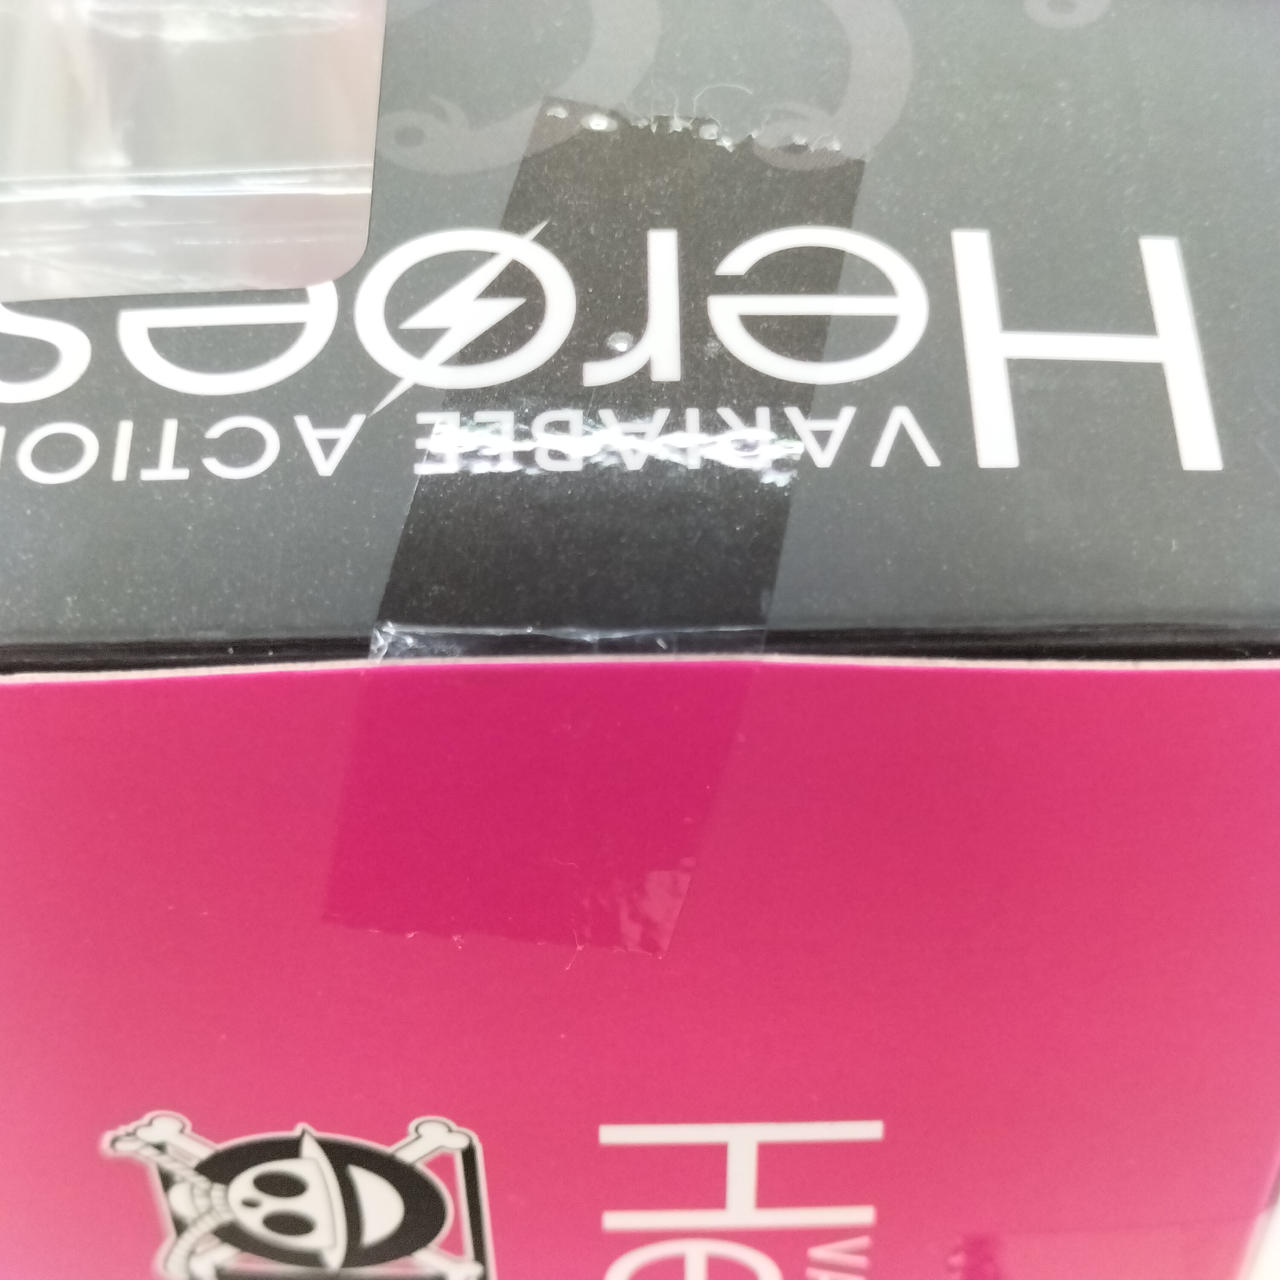 VARIABLE ACTION
Heroes
He
VA